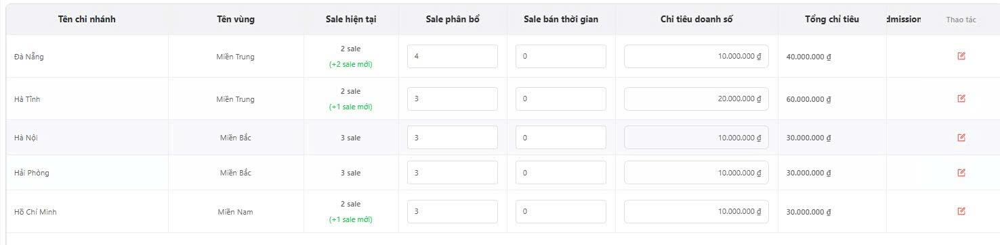 Tên chi nhánh Tên vùng Sale hiện tại Sale phân bổ Sale bán thời gian Chỉ tiêu doanh số Tổng chỉ tiêu dmission Thao tác
2 sale
Đà Nẵng Miền Trung 4 0 10.000.000 ₫ 40.000.000 ₫
(+2 sale mới)
2 sale
Hà Tĩnh Miền Trung 3 0 20.000.000 ₫ 60.000.000 ₫
(+1 sale mới)
Hà Nội Miền Bắc 3 sale 3 0 10.000.000 ₫ 30.000.000 ₫
Hải Phòng Miền Bắc 3 sale 3 0 10.000.000 ₫ 30.000.000 ₫
2 sale
Hồ Chí Minh Miền Nam 3 0 10.000.000 ₫ 30.000.000 ₫
(+1 sale mới)